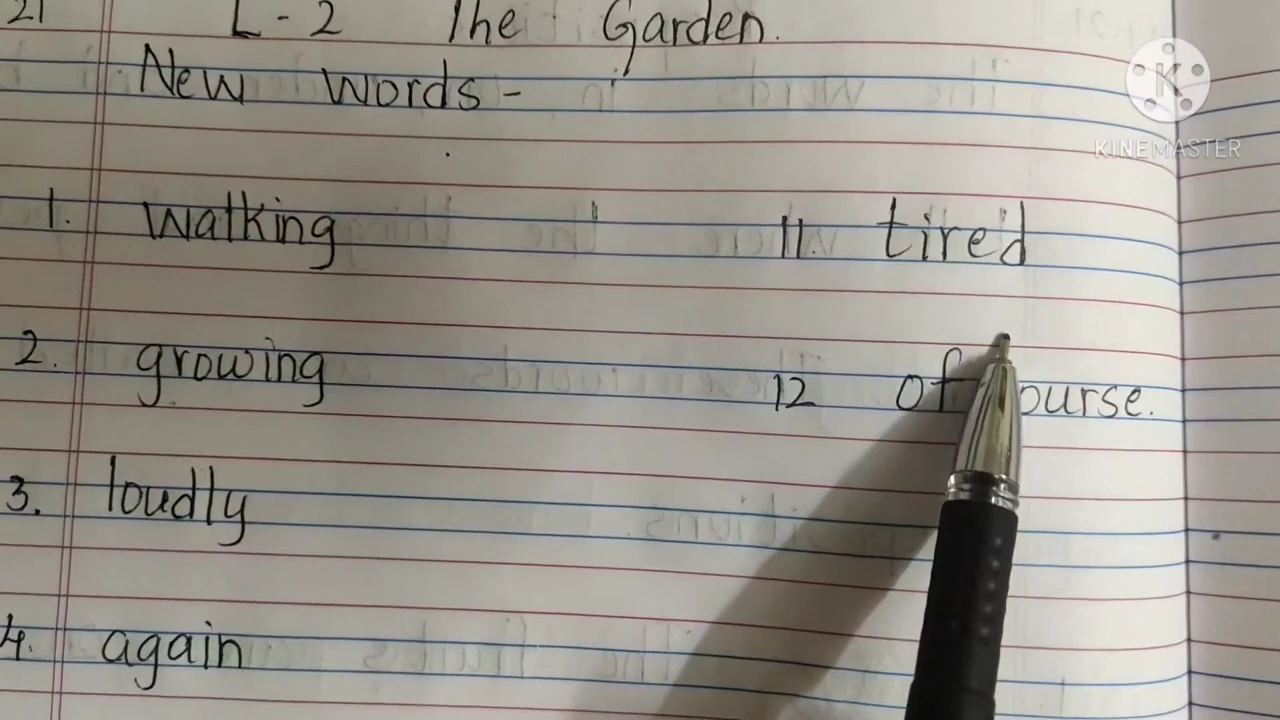 21 L-2 The Garden.
New words-
1. walking
2. growing
3. loudly
4. again
11. tired
12 of
KINEMASTER